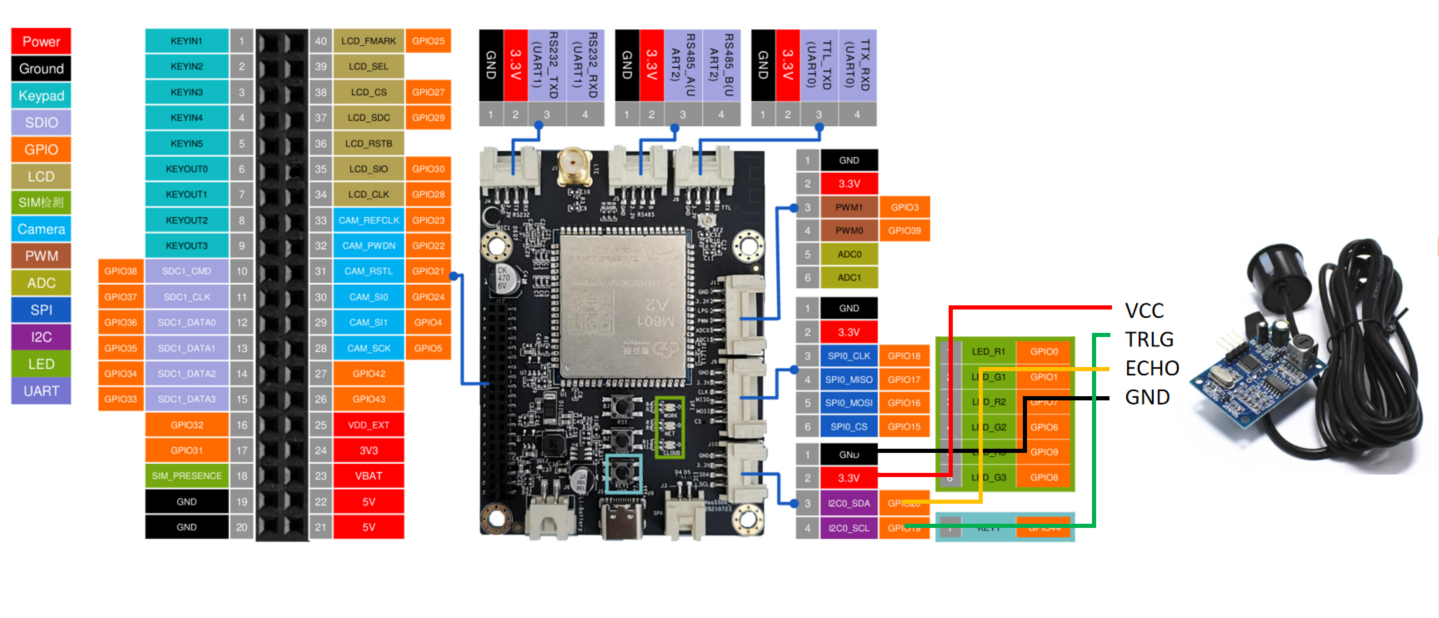 Power
Ground
Keypad
SDIO
GPIO
LCD
SIM检测
Camera
PWM
ADC
SPI
I2C
LED
UART
KEYIN1 1 40 LCD_FMARK GPIO25
KEYIN2 2 39 LCD_SEL
KEYIN3 3 38 LCD_CS GPIO27
KEYIN4 4 37 LCD_SDC GPIO29
KEYIN5 5 36 LCD_RSTB
KEYOUT0 6 35 LCD_SIO GPIO30
KEYOUT1 7 34 LCD_CLK GPIO28
KEYOUT2 8 33 CAM_REFCLK GPIO23
KEYOUT3 9 32 CAM_PWDN GPIO22
GPIO38 SDC1_CMD 10 31 CAM_RSTL GPIO21
GPIO37 SDC1_CLK 11 30 CAM_SI0 GPIO24
GPIO36 SDC1_DATA0 12 29 CAM_SI1 GPIO4
GPIO35 SDC1_DATA1 13 28 CAM_SCK GPIO5
GPIO34 SDC1_DATA2 14 27 GPIO42
GPIO33 SDC1_DATA3 15 26 GPIO43
GPIO32 16 25 VDD_EXT
GPIO31 17 24 3V3
SIM_PRESENCE 18 23 VBAT
GND 19 22 5V
GND 20 21 5V
GND
3.3V
RS232_TXD
(UART1)
RS232_RXD
(UART1)
1 2 3 4
GND
3.3V
RS485_A(U
ART2)
RS485_B(U
ART2)
1 2 3 4
GND
3.3V
TTL_TXD
(UART0)
TTX_RXD
(UART0)
1 2 3 4
RS232
LTE
RS485
TTL
CK
470
6V
M601
A2
WORK
NET
CLOUD
1 GND
2 3.3V
3 PWM1 GPIO3
4 PWM0 GPIO39
5 ADC0
6 ADC1
1 GND
2 3.3V
3 SPI0_CLK GPIO18
4 SPI0_MISO GPIO17
5 SPI0_MOSI GPIO16
6 SPI0_CS GPIO15
1 GND
2 3.3V
3 I2C0_SDA GPIO20
4 I2C0_SCL GPIO19
LED_R1 GPIO0
LED_G1 GPIO1
LED_R2 GPIO7
LED_G2 GPIO6
GPIO9
LED_G3 GPIO8
KEY1 GPIO44
VCC
TRLG
ECHO
GND